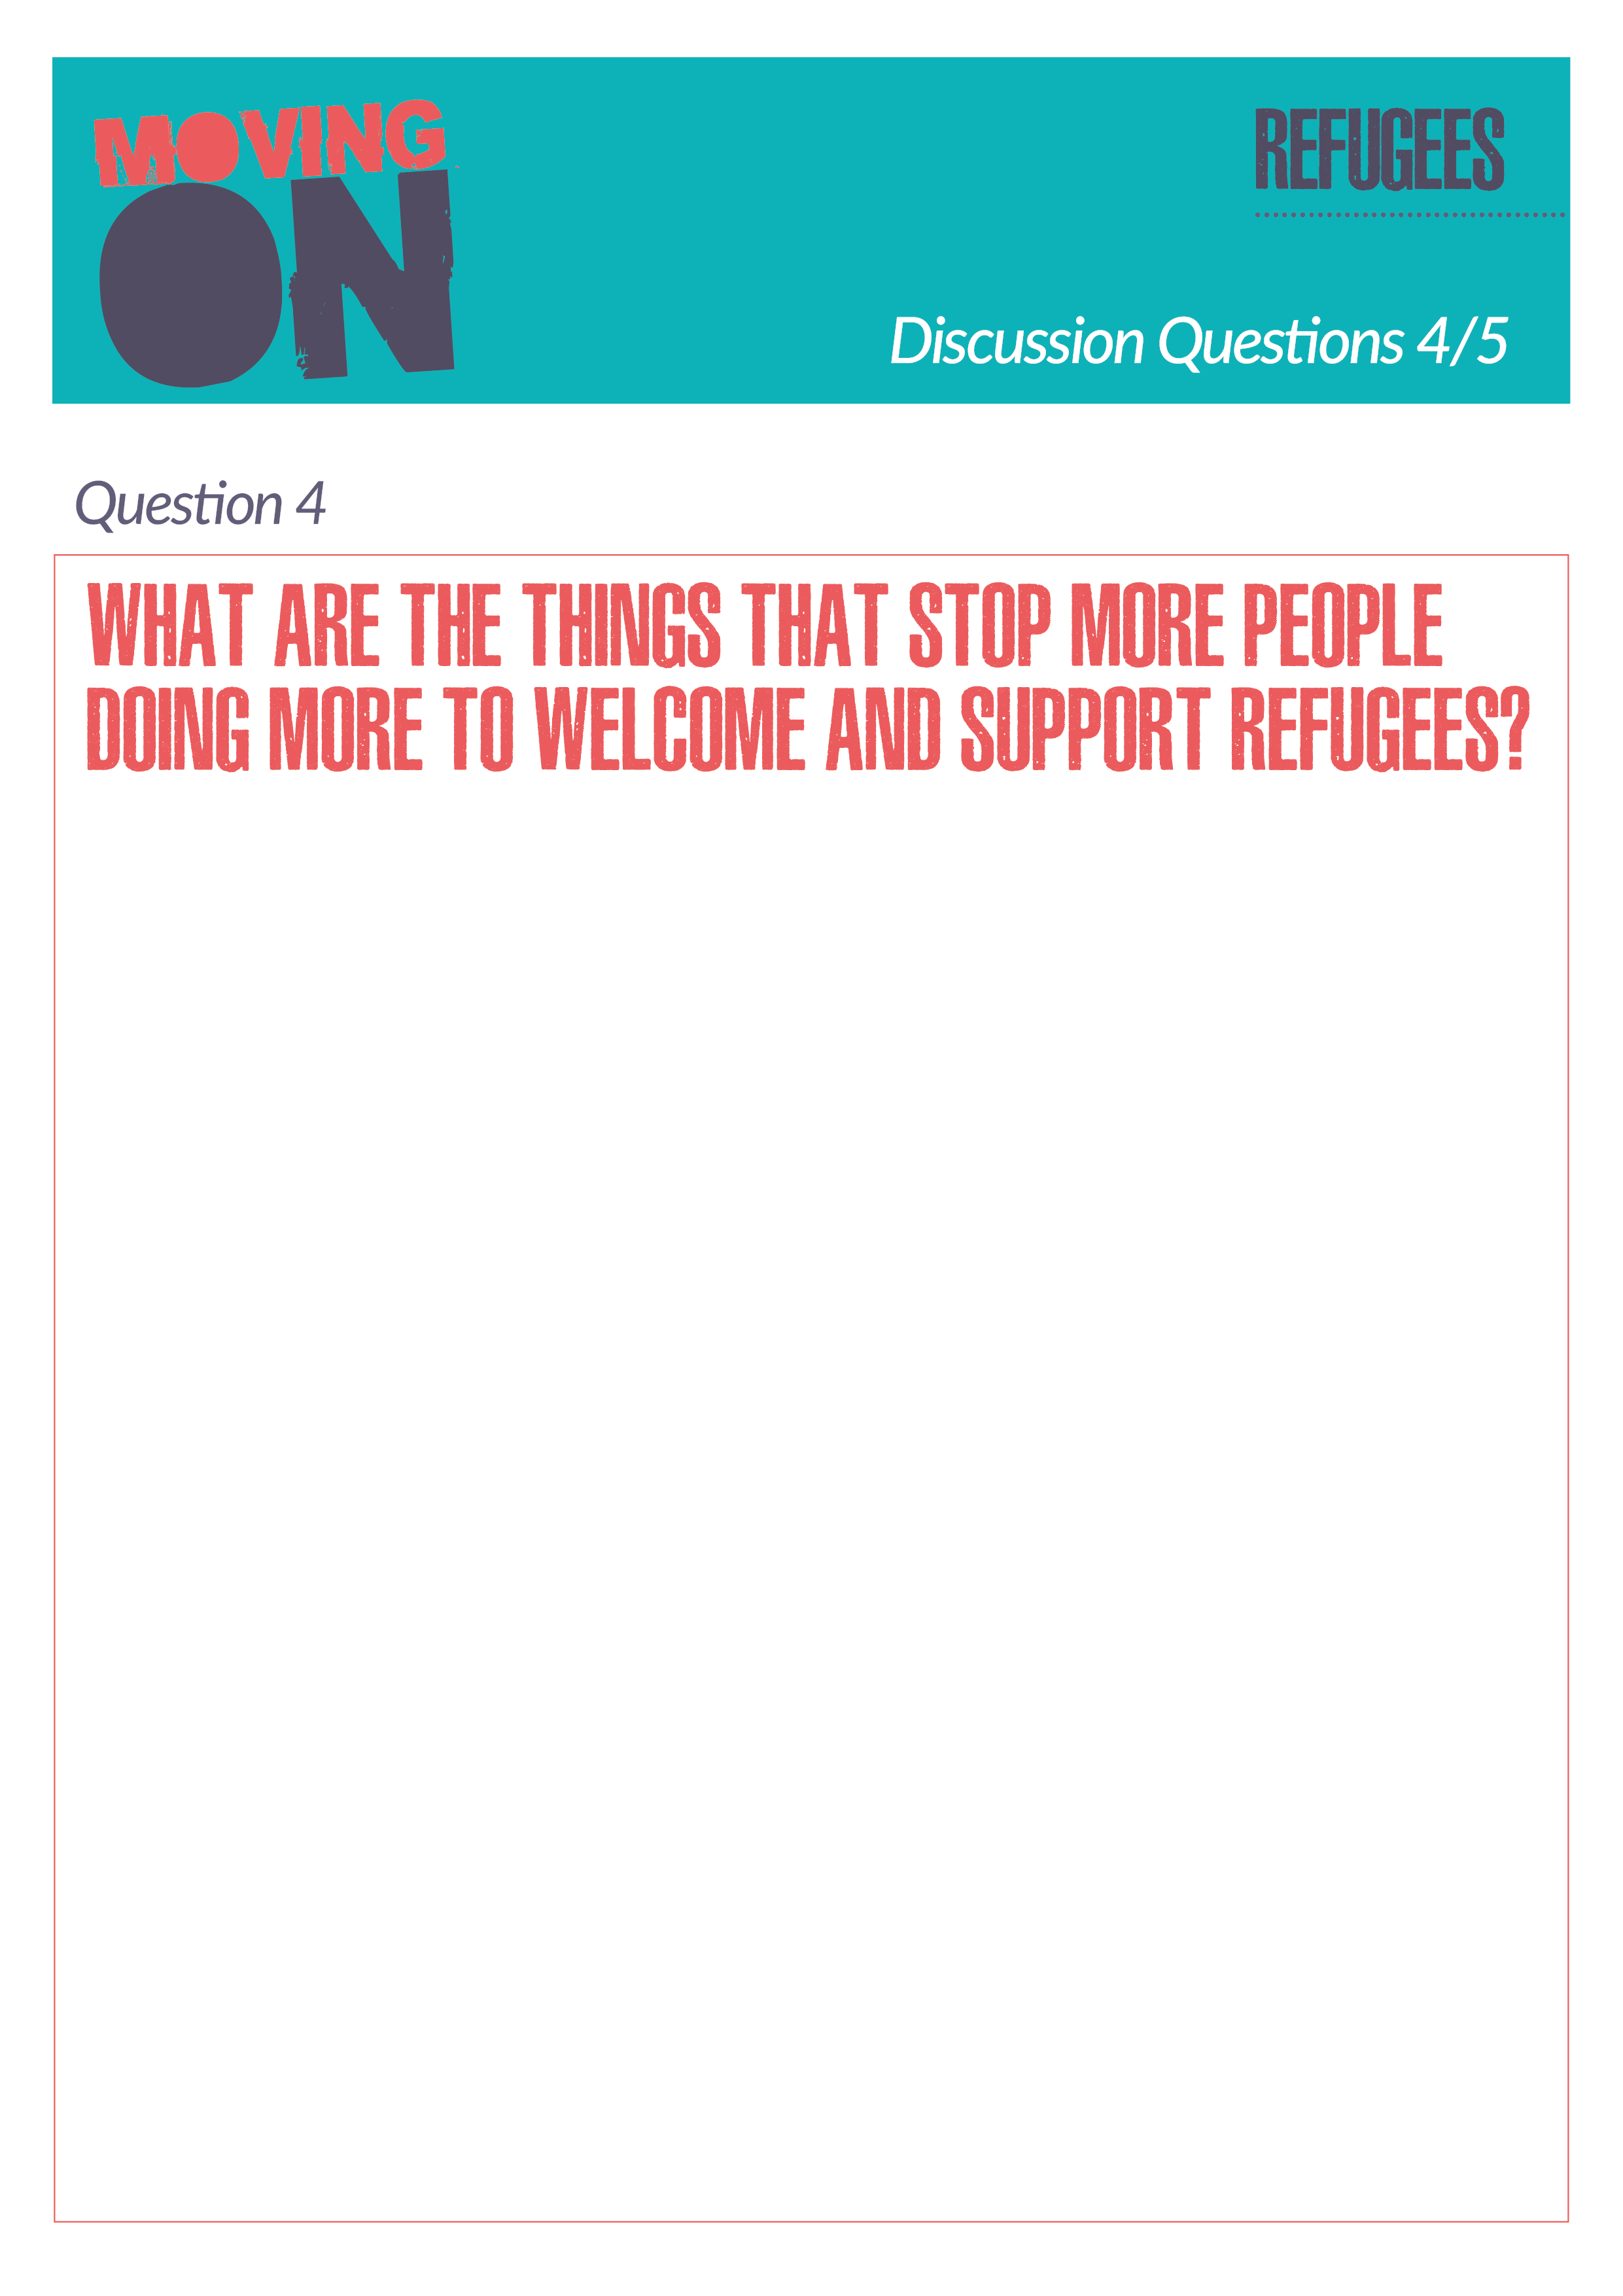 MOVING
ON
REFUGEES
Discussion Questions 4/5
Question 4
WHAT ARE THE THINGS THAT STOP MORE PEOPLE
DOING MORE TO WELCOME AND SUPPORT REFUGEES?